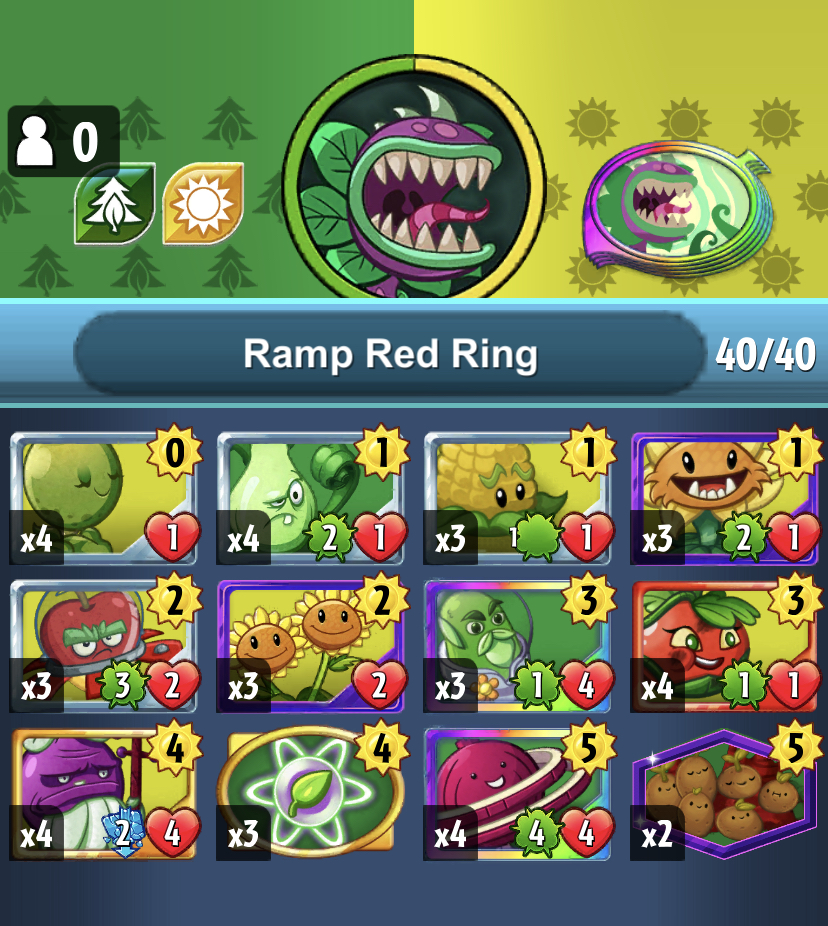 0
Ramp Red Ring
40/40
0 1 1 1
x4 1 x4 2 1 x3 1 1 x3 2 1
2 2 3 3
x3 3 2 x3 2 x3 1 4 x4 1 1
4 4 5 5
x4 2 4 x3 x4 4 4 x2